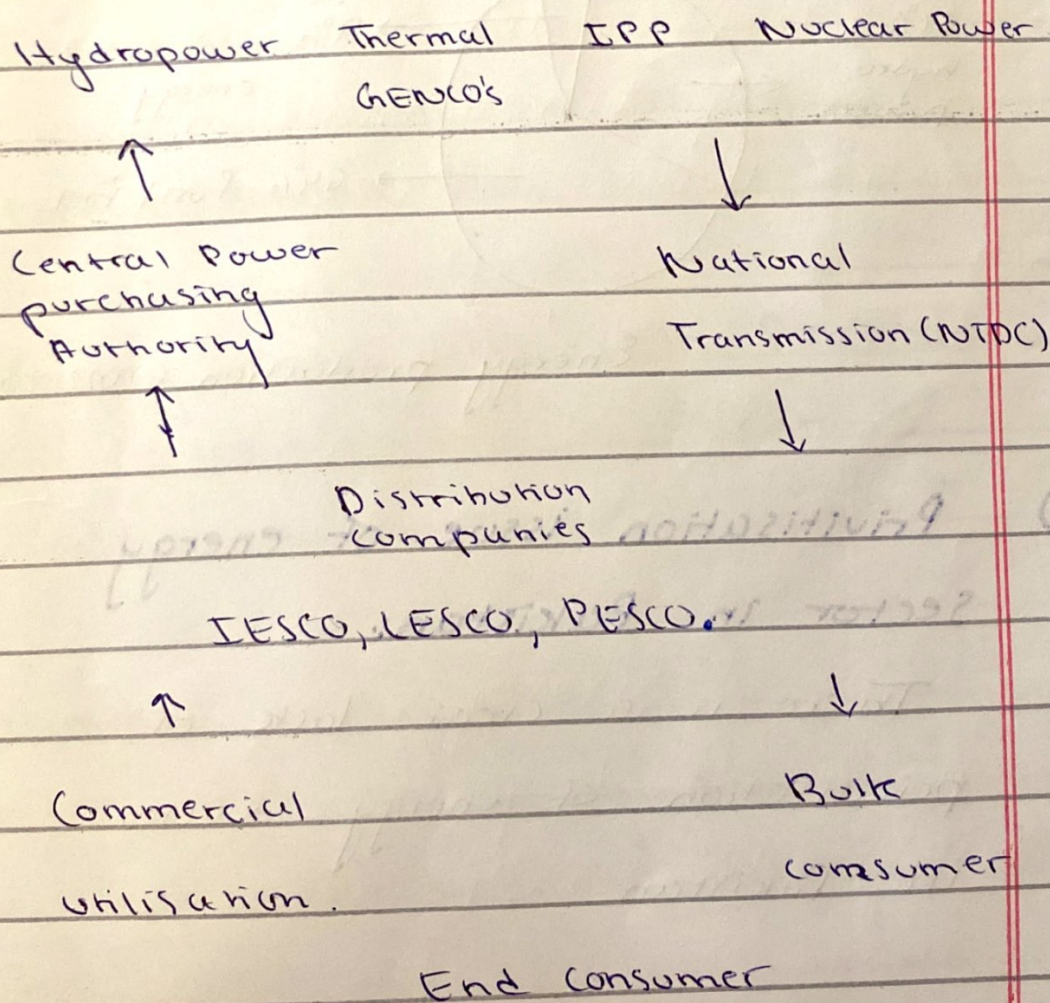 Hydropower Thermal IPP Nuclear Power
GENCO's
↑ ↓
Central Power National
purchasing
Authority Transmission (NTDC)
↑ ↓
Distribution
companies
IESCO, LESCO, PESCO.
↑ ↓
Commercial Bulk
consumer
utilisation.
End consumer